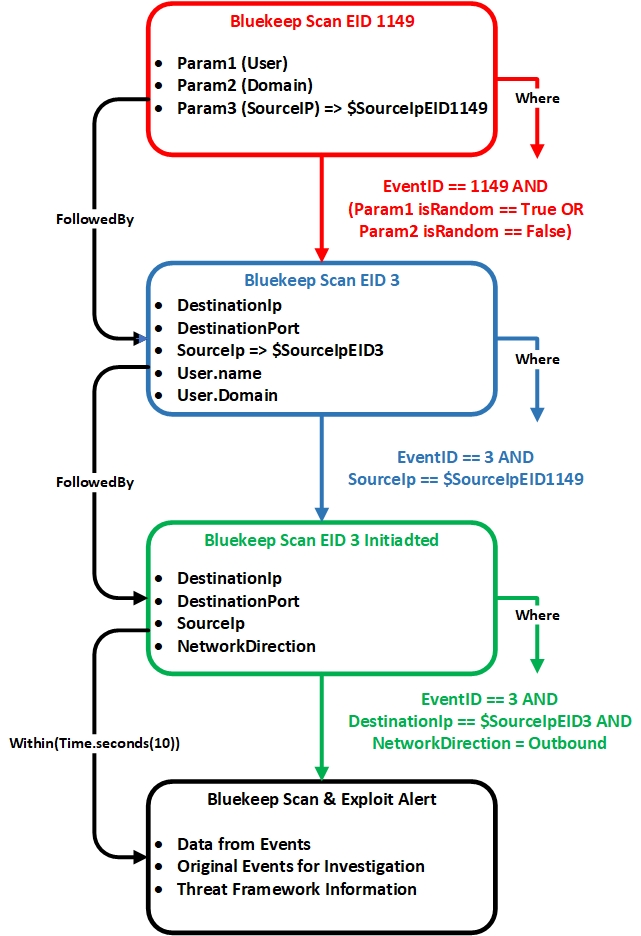 Bluekeep Scan EID 1149
• Param1 (User)
• Param2 (Domain)
• Param3 (SourceIP) => $SourceIpEID1149
Where
EventID == 1149 AND
(Param1 isRandom == True OR
Param2 isRandom == False)
FollowedBy
Bluekeep Scan EID 3
• DestinationIp
• DestinationPort
• SourceIp => $SourceIpEID3
• User.name
• User.Domain
Where
EventID == 3 AND
SourceIp == $SourceIpEID1149
FollowedBy
Bluekeep Scan EID 3 Initiadted
• DestinationIp
• DestinationPort
• SourceIp
• NetworkDirection
Where
EventID == 3 AND
DestinationIp == $SourceIpEID3 AND
NetworkDirection = Outbound
Within(Time.seconds(10))
Bluekeep Scan & Exploit Alert
• Data from Events
• Original Events for Investigation
• Threat Framework Information